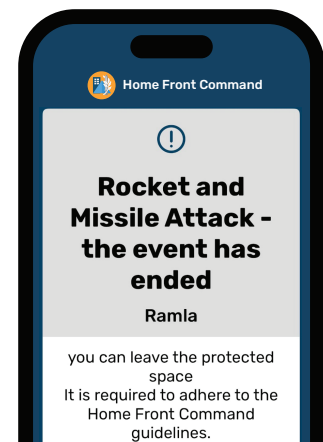 Home Front Command
Rocket and
Missile Attack -
the event has
ended
Ramla
you can leave the protected
space
It is required to adhere to the
Home Front Command
guidelines.